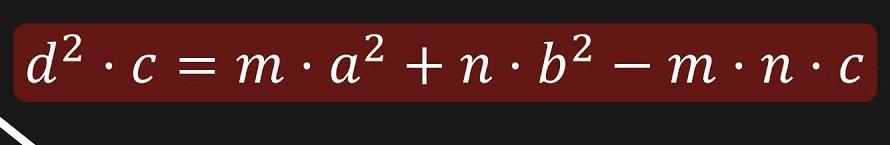 d² · c = m · a² + n · b² − m · n · c